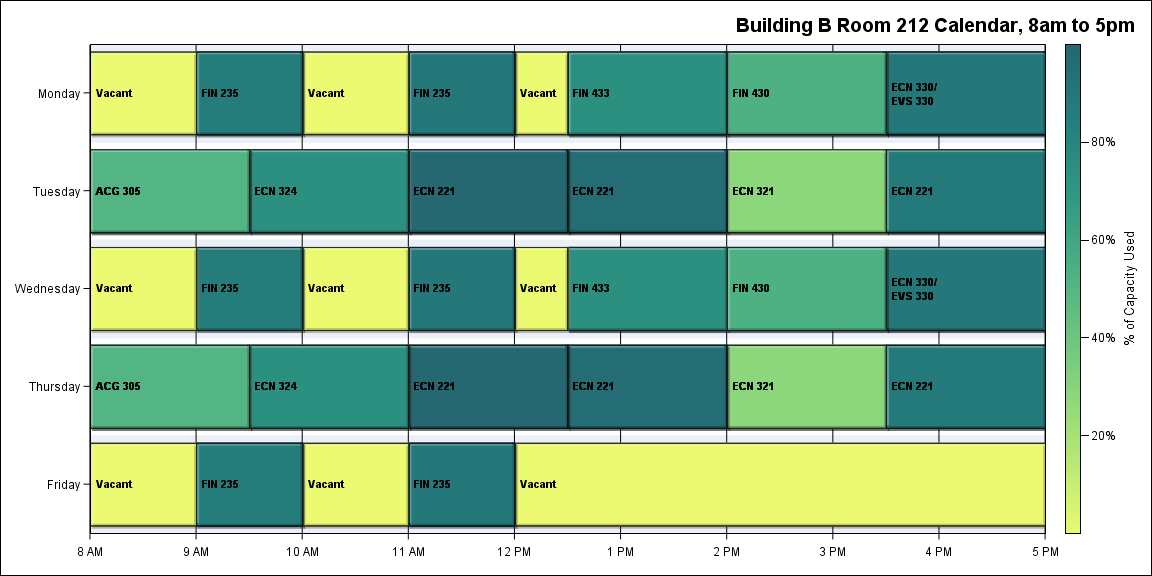 Building B Room 212 Calendar, 8am to 5pm
Monday
Vacant
FIN 235
Vacant
FIN 235
Vacant
FIN 433
FIN 430
ECN 330/
EVS 330
Tuesday
ACG 305
ECN 324
ECN 221
ECN 221
ECN 321
ECN 221
Wednesday
Vacant
FIN 235
Vacant
FIN 235
Vacant
FIN 433
FIN 430
ECN 330/
EVS 330
Thursday
ACG 305
ECN 324
ECN 221
ECN 221
ECN 321
ECN 221
Friday
Vacant
FIN 235
Vacant
FIN 235
Vacant
8 AM
9 AM
10 AM
11 AM
12 PM
1 PM
2 PM
3 PM
4 PM
5 PM
80%
60%
40%
20%
% of Capacity Used